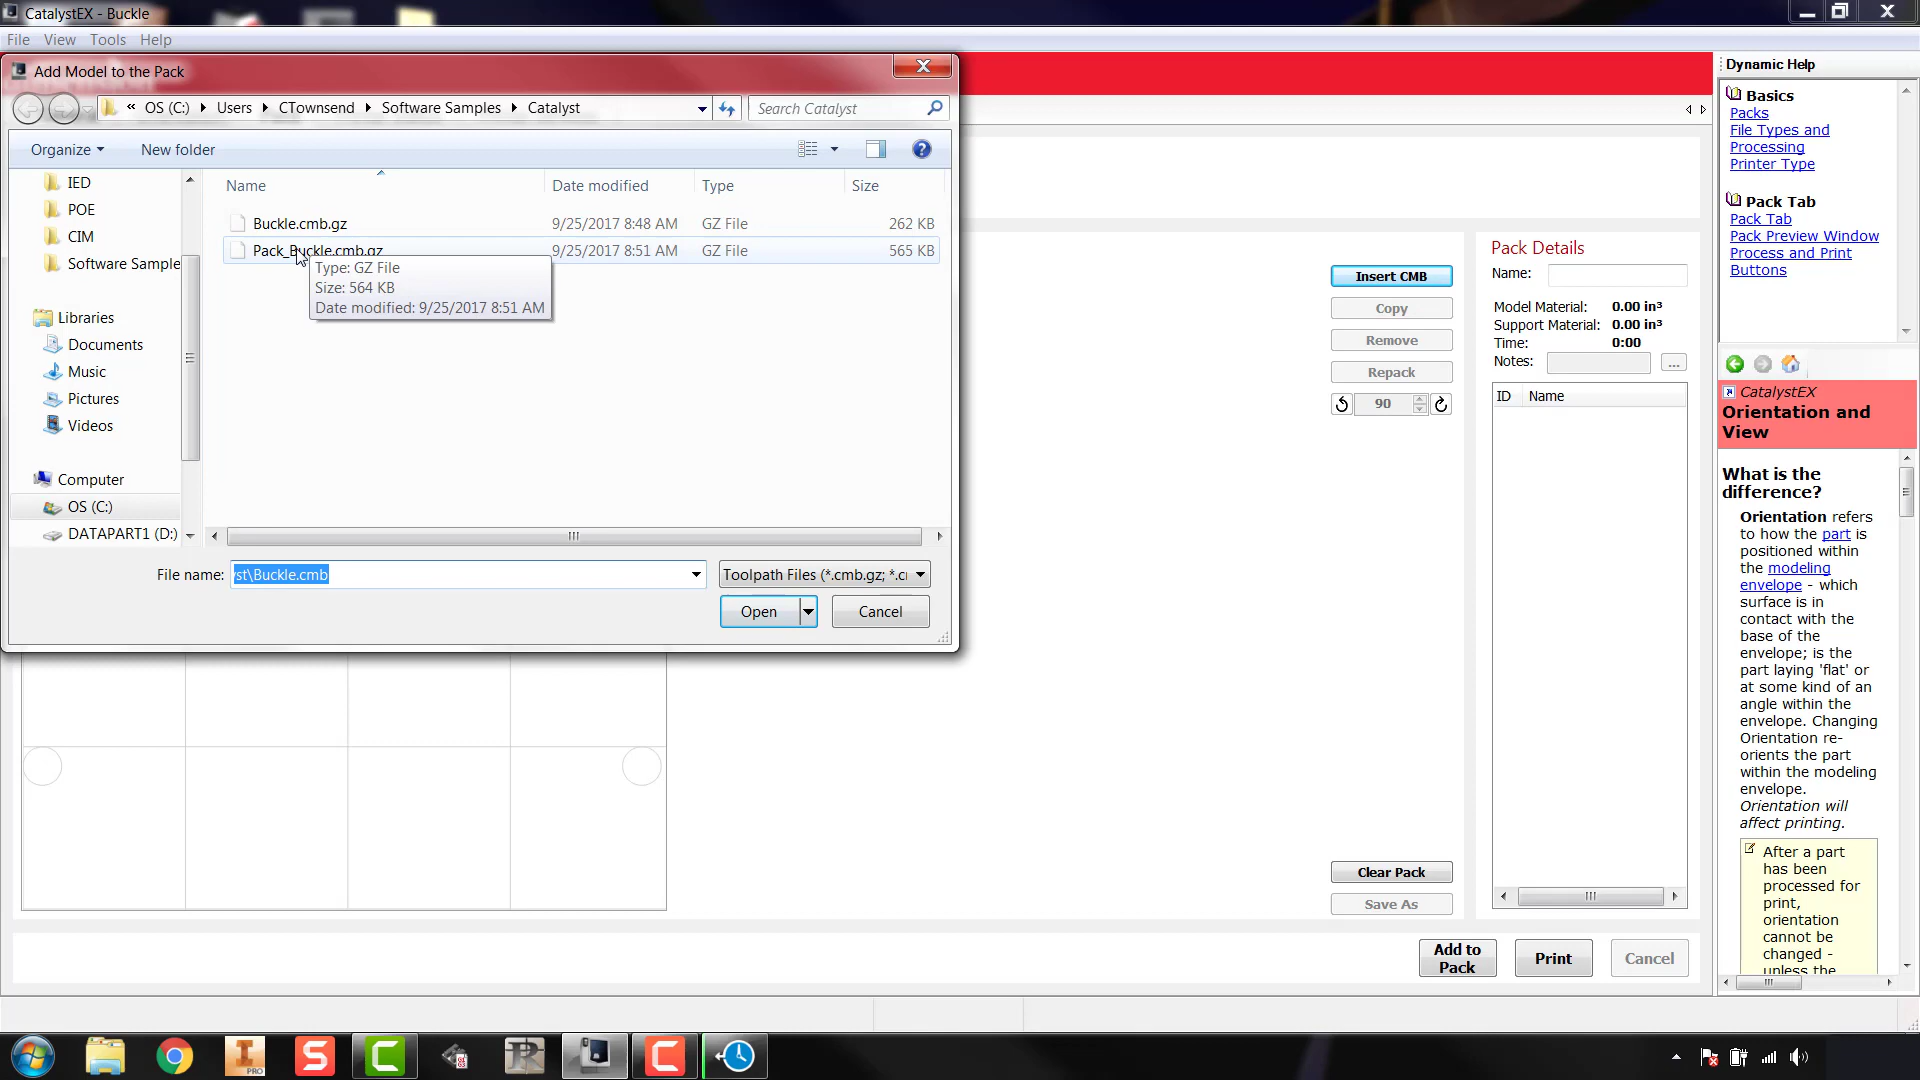 CatalystEX - Buckle
File View Tools Help
Add Model to the Pack
« OS (C:) Users CTownsend Software Samples Catalyst
Search Catalyst
Organize New folder
IED
POE
CIM
Software Sample
Libraries
Documents
Music
Pictures
Videos
Computer
OS (C:)
DATAPART1 (D:)
Name Date modified Type Size
Buckle.cmb.gz 9/25/2017 8:48 AM GZ File 262 KB
Pack_Buckle.cmb.gz 9/25/2017 8:51 AM GZ File 565 KB
Type: GZ File
Size: 564 KB
Date modified: 9/25/2017 8:51 AM
File name: yst\Buckle.cmb
Toolpath Files (*.cmb.gz; *.cr
Open Cancel
Insert CMB
Copy
Remove
Repack
90
Clear Pack
Save As
Pack Details
Name:
Model Material: 0.00 in³
Support Material: 0.00 in³
Time: 0:00
Notes: ...
ID Name
Add to
Pack
Print
Cancel
Dynamic Help
Basics
Packs
File Types and
Processing
Printer Type
Pack Tab
Pack Tab
Pack Preview Window
Process and Print
Buttons
CatalystEX
Orientation and
View
What is the
difference?
Orientation refers
to how the part is
positioned within
the modeling
envelope - which
surface is in
contact with the
base of the
envelope; is the
part laying 'flat' or
at some kind of an
angle within the
envelope. Changing
Orientation re-
orients the part
within the modeling
envelope.
Orientation will
affect printing.
After a part
has been
processed for
print,
orientation
cannot be
changed -
unless the
PRO